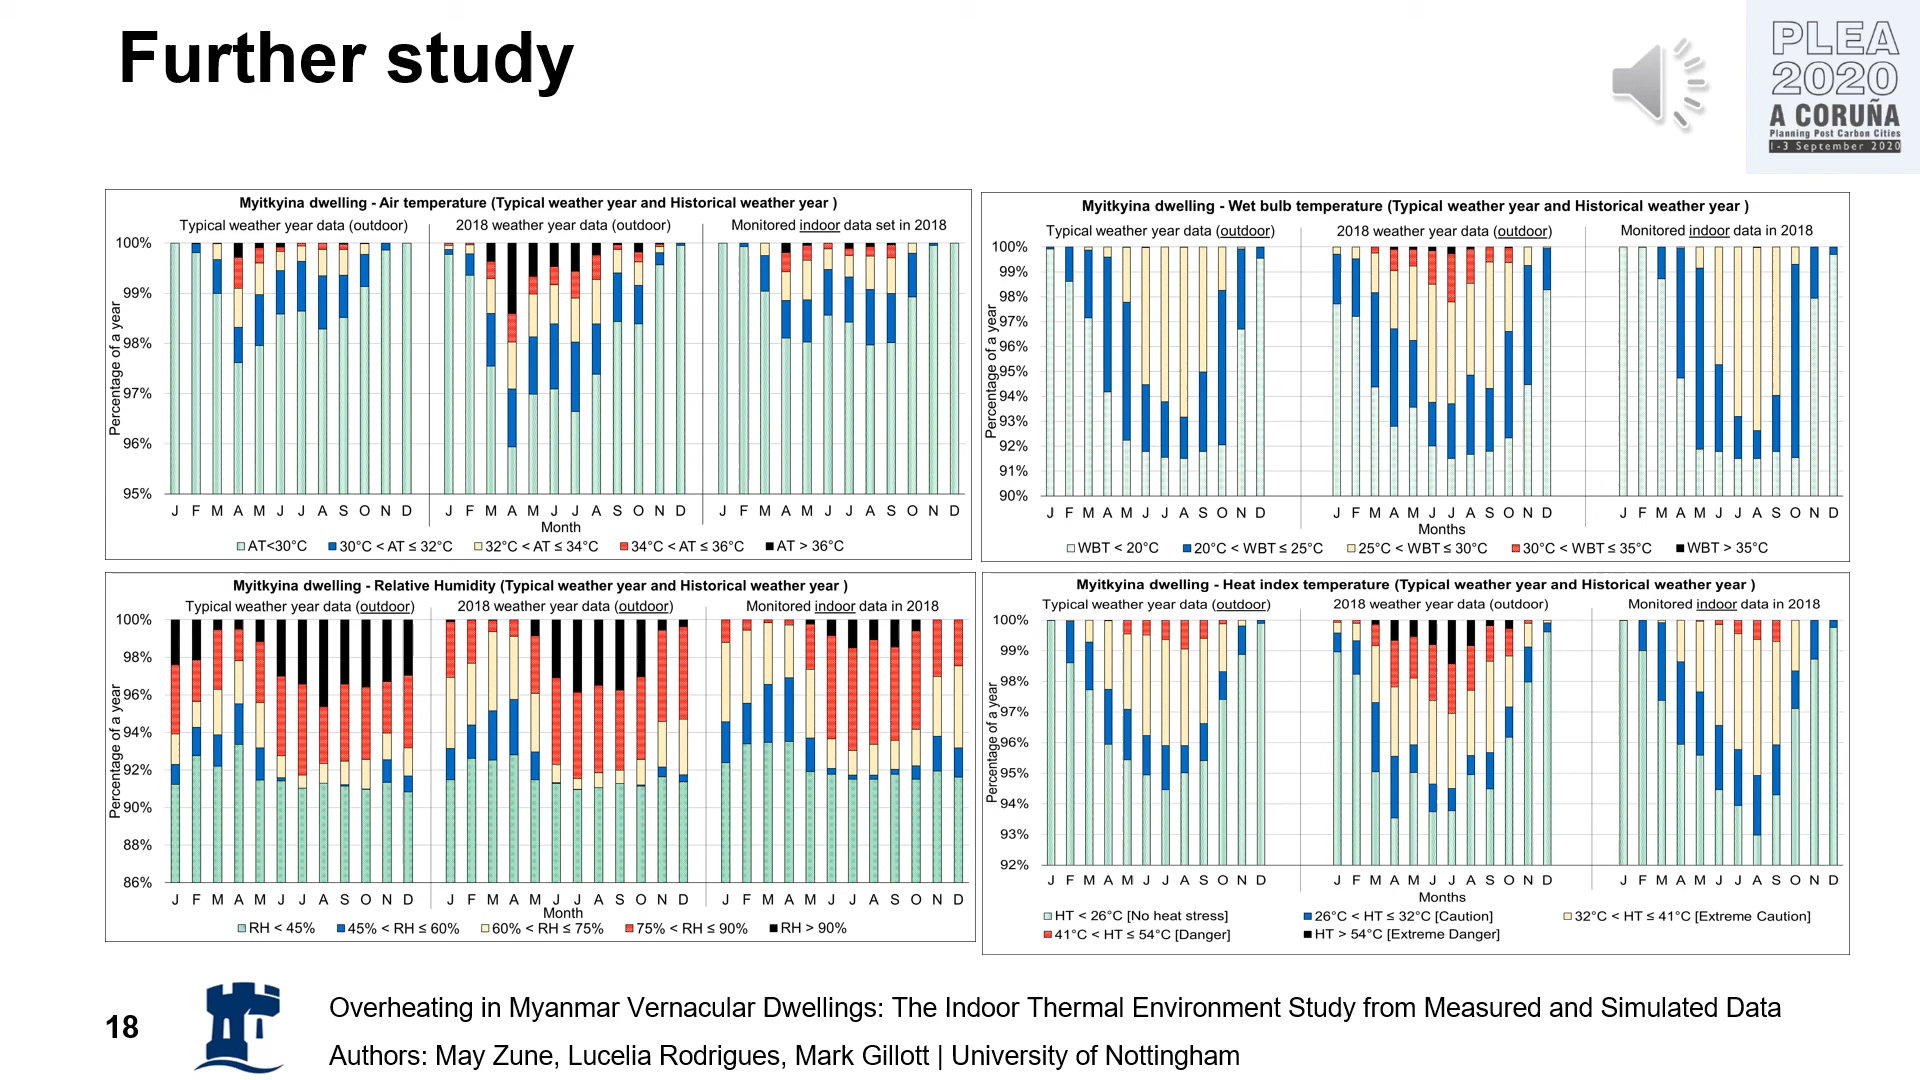 Further study
PLEA
2020
A CORUÑA
Planning Post Carbon Cities
1-3 September 2020
Myitkyina dwelling - Air temperature (Typical weather year and Historical weather year )
Typical weather year data (outdoor) 2018 weather year data (outdoor) Monitored indoor data set in 2018
100%
99%
98%
97%
96%
95%
Percentage of a year
J F M A M J J A S O N D J F M A M J J A S O N D J F M A M J J A S O N D
Month
AT<30°C 30°C < AT ≤ 32°C 32°C < AT ≤ 34°C 34°C < AT ≤ 36°C AT > 36°C
Myitkyina dwelling - Wet bulb temperature (Typical weather year and Historical weather year )
Typical weather year data (outdoor) 2018 weather year data (outdoor) Monitored indoor data in 2018
100%
99%
98%
97%
96%
95%
94%
93%
92%
91%
90%
Percentage of a year
J F M A M J J A S O N D J F M A M J J A S O N D J F M A M J J A S O N D
Months
WBT < 20°C 20°C < WBT ≤ 25°C 25°C < WBT ≤ 30°C 30°C < WBT ≤ 35°C WBT > 35°C
Myitkyina dwelling - Relative Humidity (Typical weather year and Historical weather year )
Typical weather year data (outdoor) 2018 weather year data (outdoor) Monitored indoor data in 2018
100%
98%
96%
94%
92%
90%
88%
86%
Percentage of a year
J F M A M J J A S O N D J F M A M J J A S O N D J F M A M J J A S O N D
Month
RH < 45% 45% < RH ≤ 60% 60% < RH ≤ 75% 75% < RH ≤ 90% RH > 90%
Myitkyina dwelling - Heat index temperature (Typical weather year and Historical weather year )
Typical weather year data (outdoor) 2018 weather year data (outdoor) Monitored indoor data in 2018
100%
99%
98%
97%
96%
95%
94%
93%
92%
Percentage of a year
J F M A M J J A S O N D J F M A M J J A S O N D J F M A M J J A S O N D
Months
HT < 26°C [No heat stress] 26°C < HT ≤ 32°C [Caution] 32°C < HT ≤ 41°C [Extreme Caution]
41°C < HT ≤ 54°C [Danger] HT > 54°C [Extreme Danger]
18
Overheating in Myanmar Vernacular Dwellings: The Indoor Thermal Environment Study from Measured and Simulated Data
Authors: May Zune, Lucelia Rodrigues, Mark Gillott | University of Nottingham